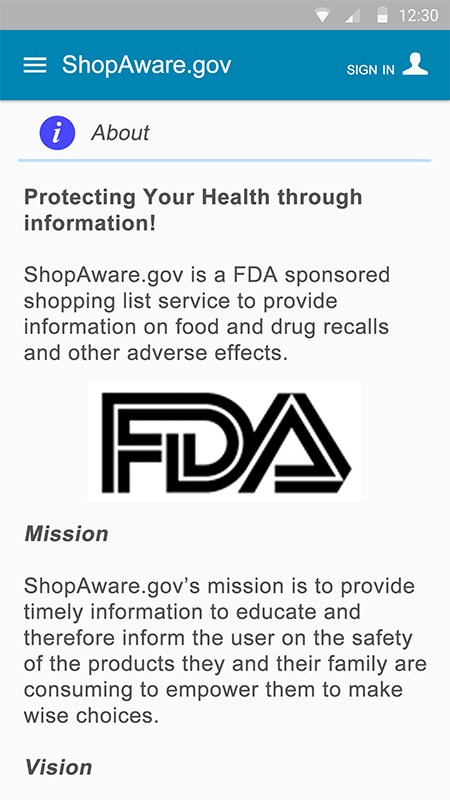 12:30
ShopAware.gov
SIGN IN
i About
Protecting Your Health through
information!
ShopAware.gov is a FDA sponsored
shopping list service to provide
information on food and drug recalls
and other adverse effects.
FDA
Mission
ShopAware.gov’s mission is to provide
timely information to educate and
therefore inform the user on the safety
of the products they and their family are
consuming to empower them to make
wise choices.
Vision